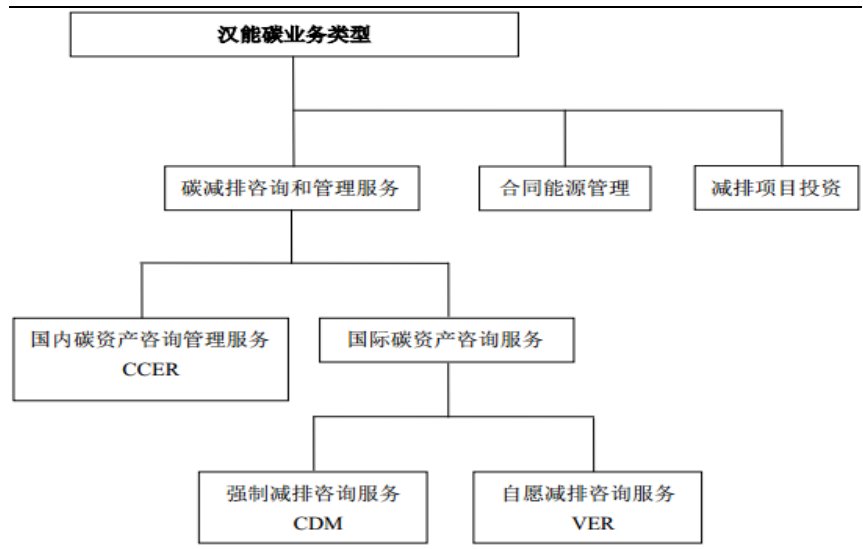 汉能碳业务类型
碳减排咨询和管理服务
合同能源管理
减排项目投资
国内碳资产咨询管理服务
CCER
国际碳资产咨询服务
强制减排咨询服务
CDM
自愿减排咨询服务
VER